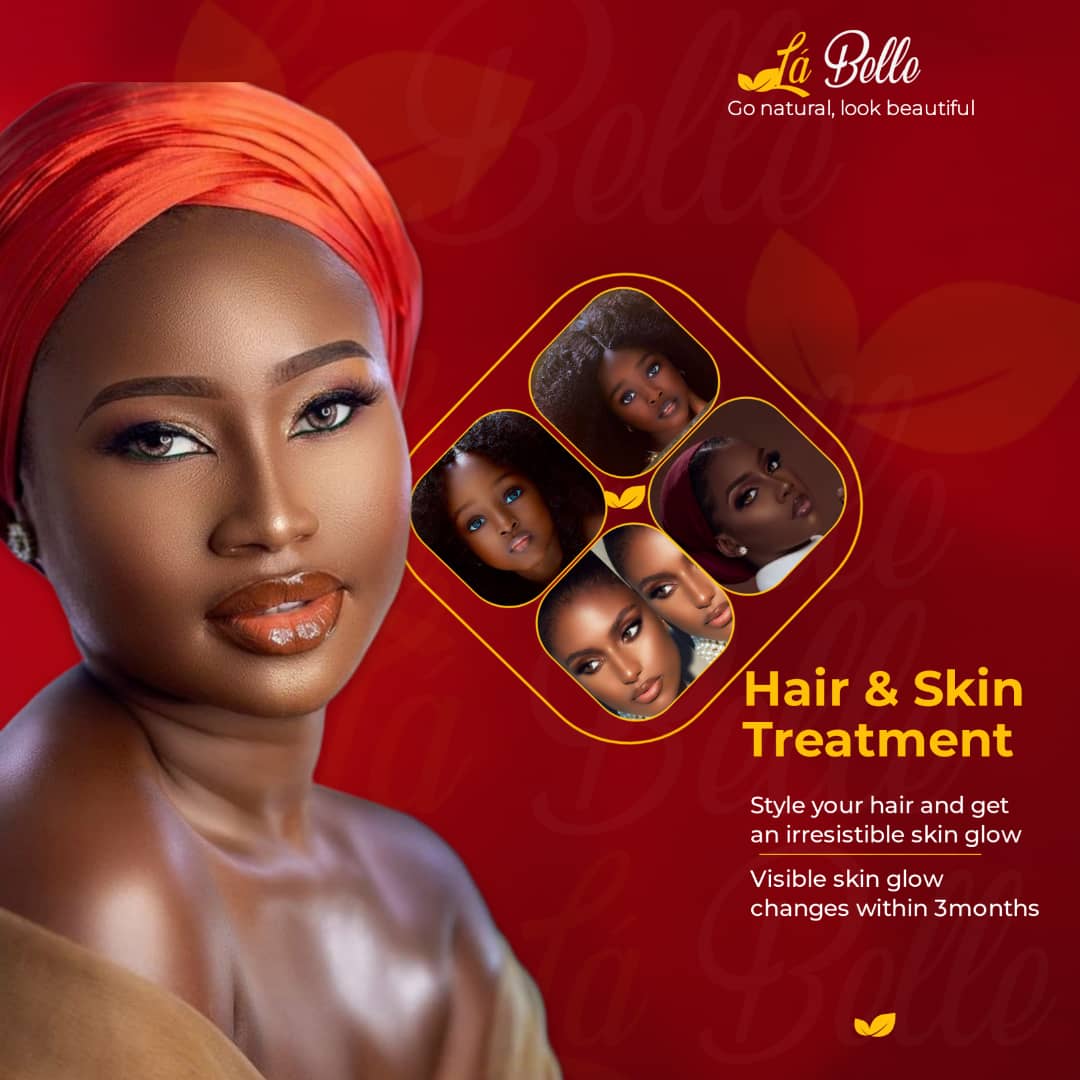 Lá Belle
Go natural, look beautiful
Hair & Skin
Treatment
Style your hair and get
an irresistible skin glow
Visible skin glow
changes within 3months